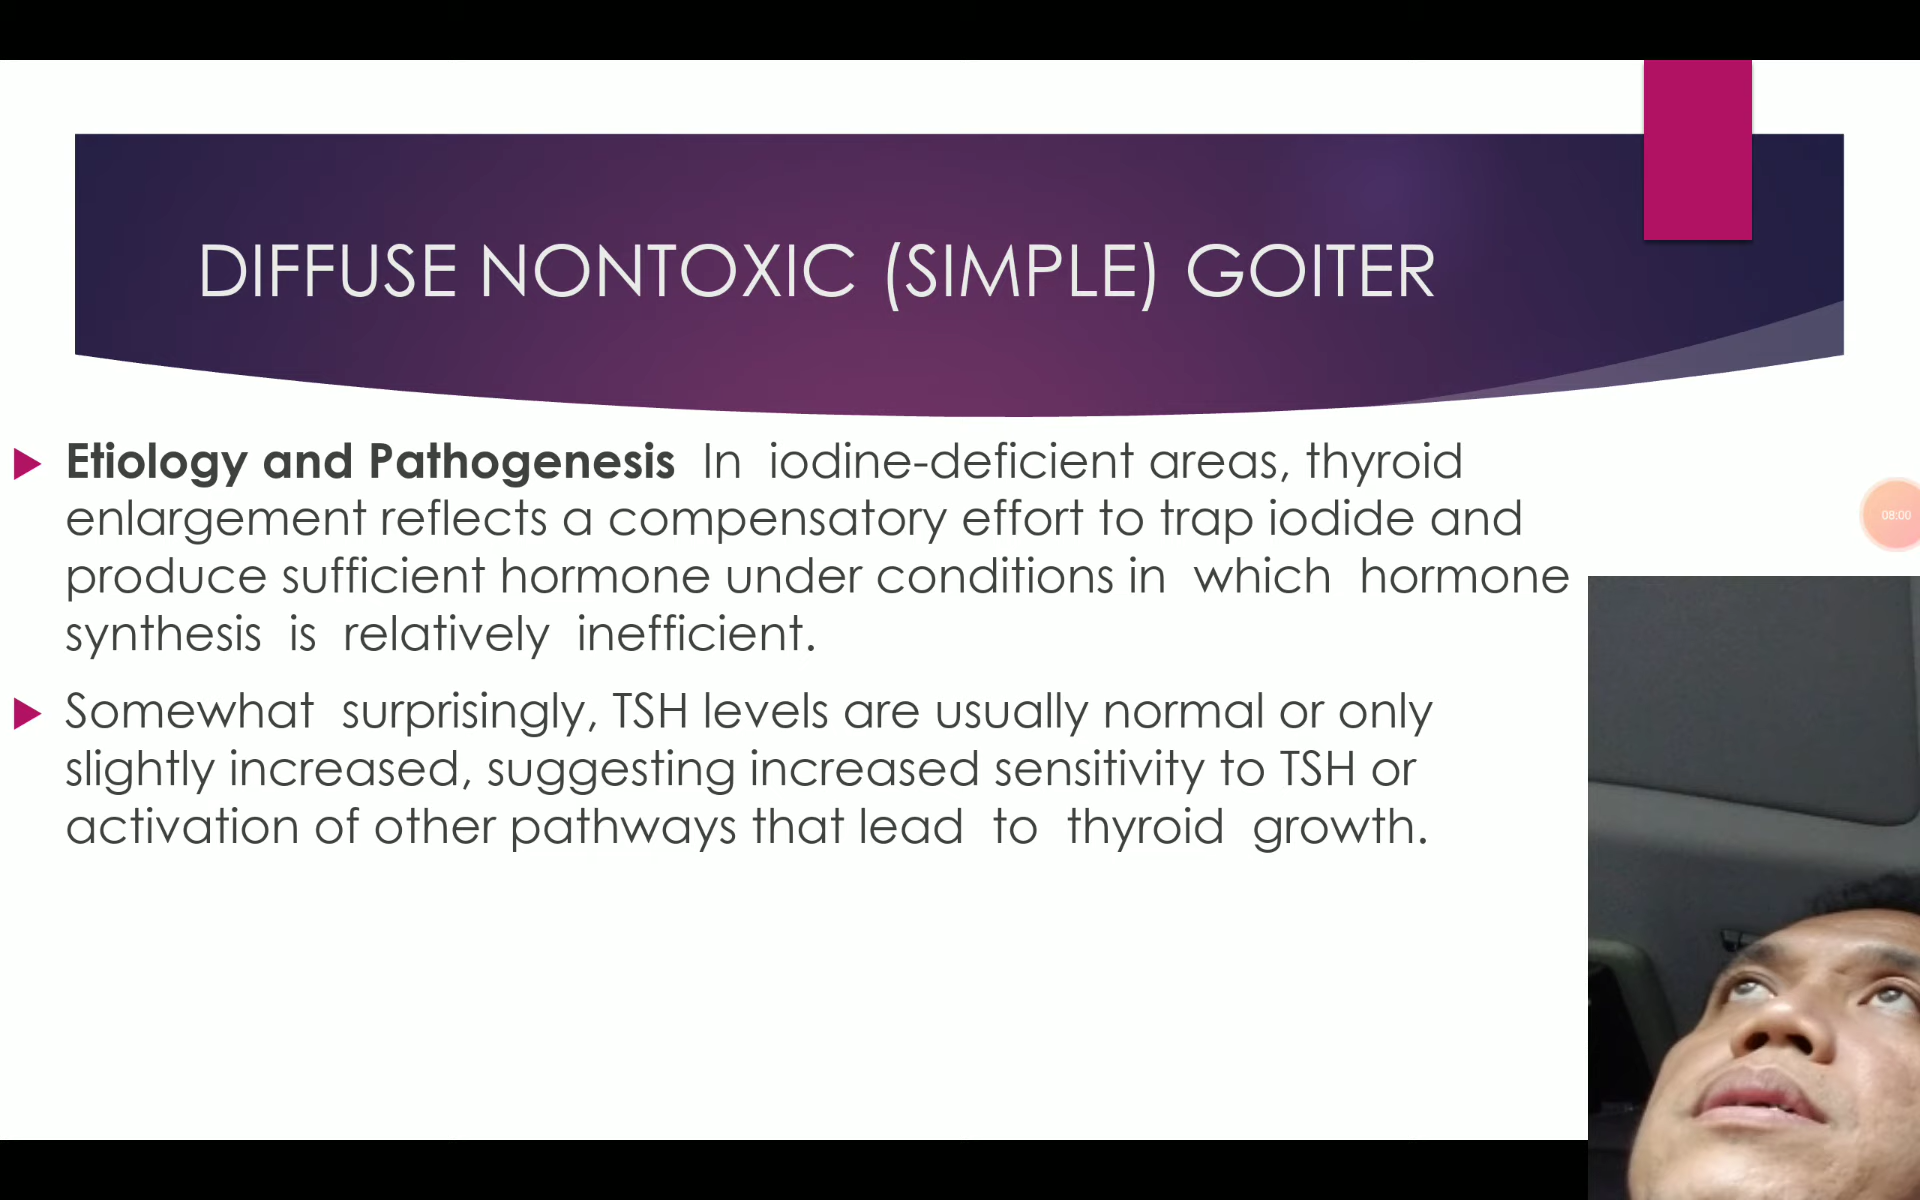 DIFFUSE NONTOXIC (SIMPLE) GOITER
Etiology and Pathogenesis In iodine-deficient areas, thyroid
enlargement reflects a compensatory effort to trap iodide and
produce sufficient hormone under conditions in which hormone
synthesis is relatively inefficient.
Somewhat surprisingly, TSH levels are usually normal or only
slightly increased, suggesting increased sensitivity to TSH or
activation of other pathways that lead to thyroid growth.
08:00